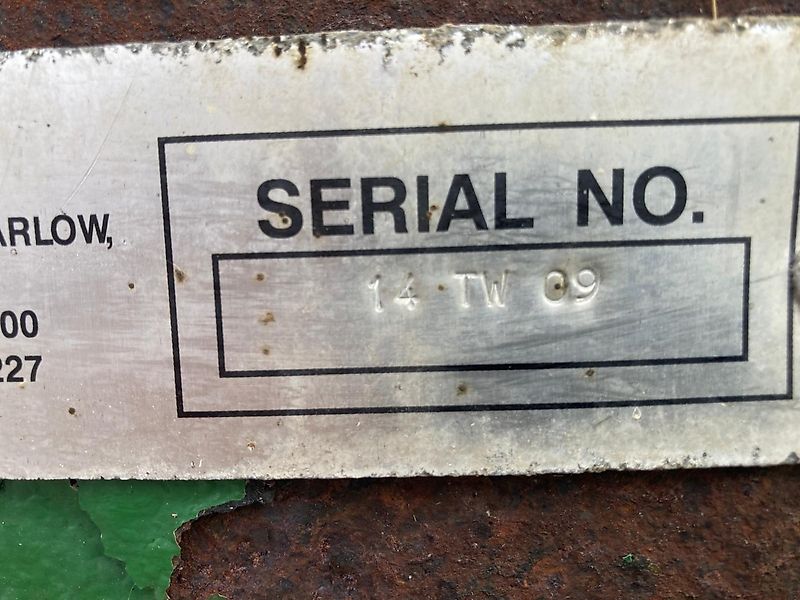 ARLOW,
00
227
SERIAL NO.
14 TW 09